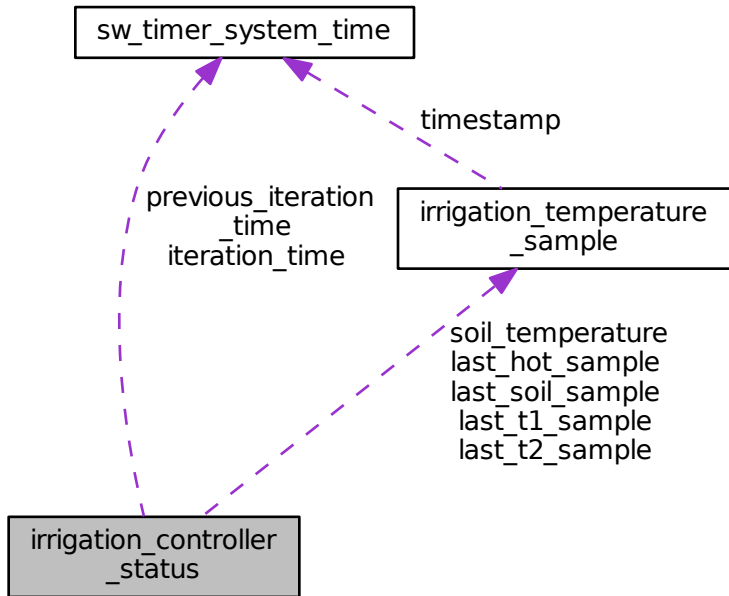 sw_timer_system_time
timestamp
previous_iteration
_time
iteration_time
irrigation_temperature
_sample
soil_temperature
last_hot_sample
last_soil_sample
last_t1_sample
last_t2_sample
irrigation_controller
_status